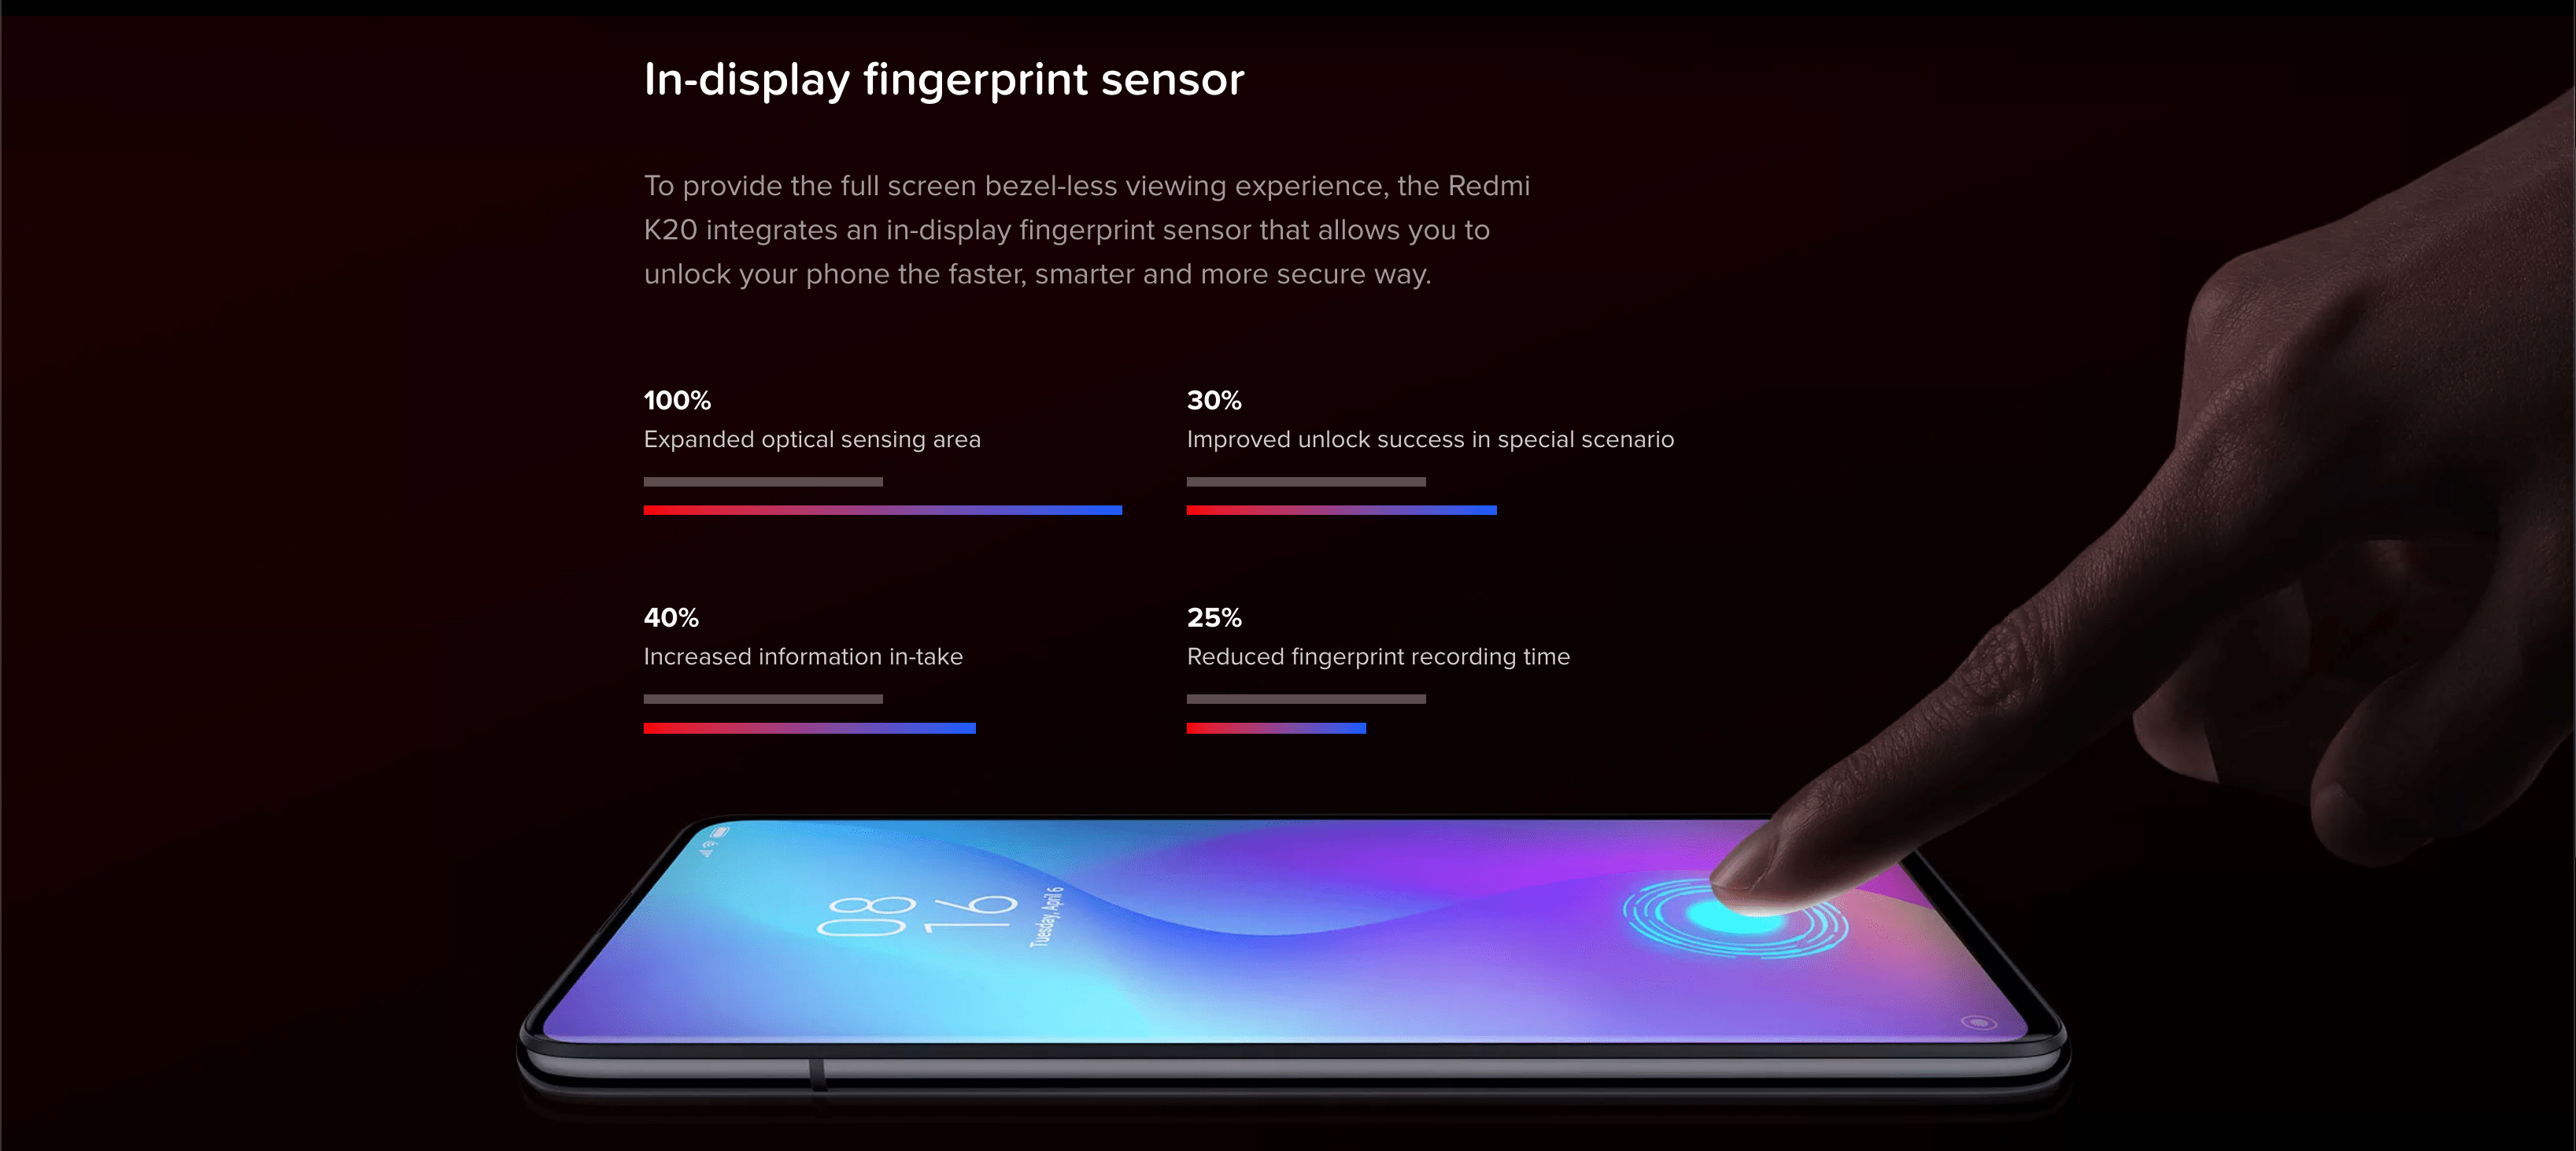 In-display fingerprint sensor
To provide the full screen bezel-less viewing experience, the Redmi
K20 integrates an in-display fingerprint sensor that allows you to
unlock your phone the faster, smarter and more secure way.
100%
Expanded optical sensing area
30%
Improved unlock success in special scenario
40%
Increased information in-take
25%
Reduced fingerprint recording time
08
16
Tuesday, April 6